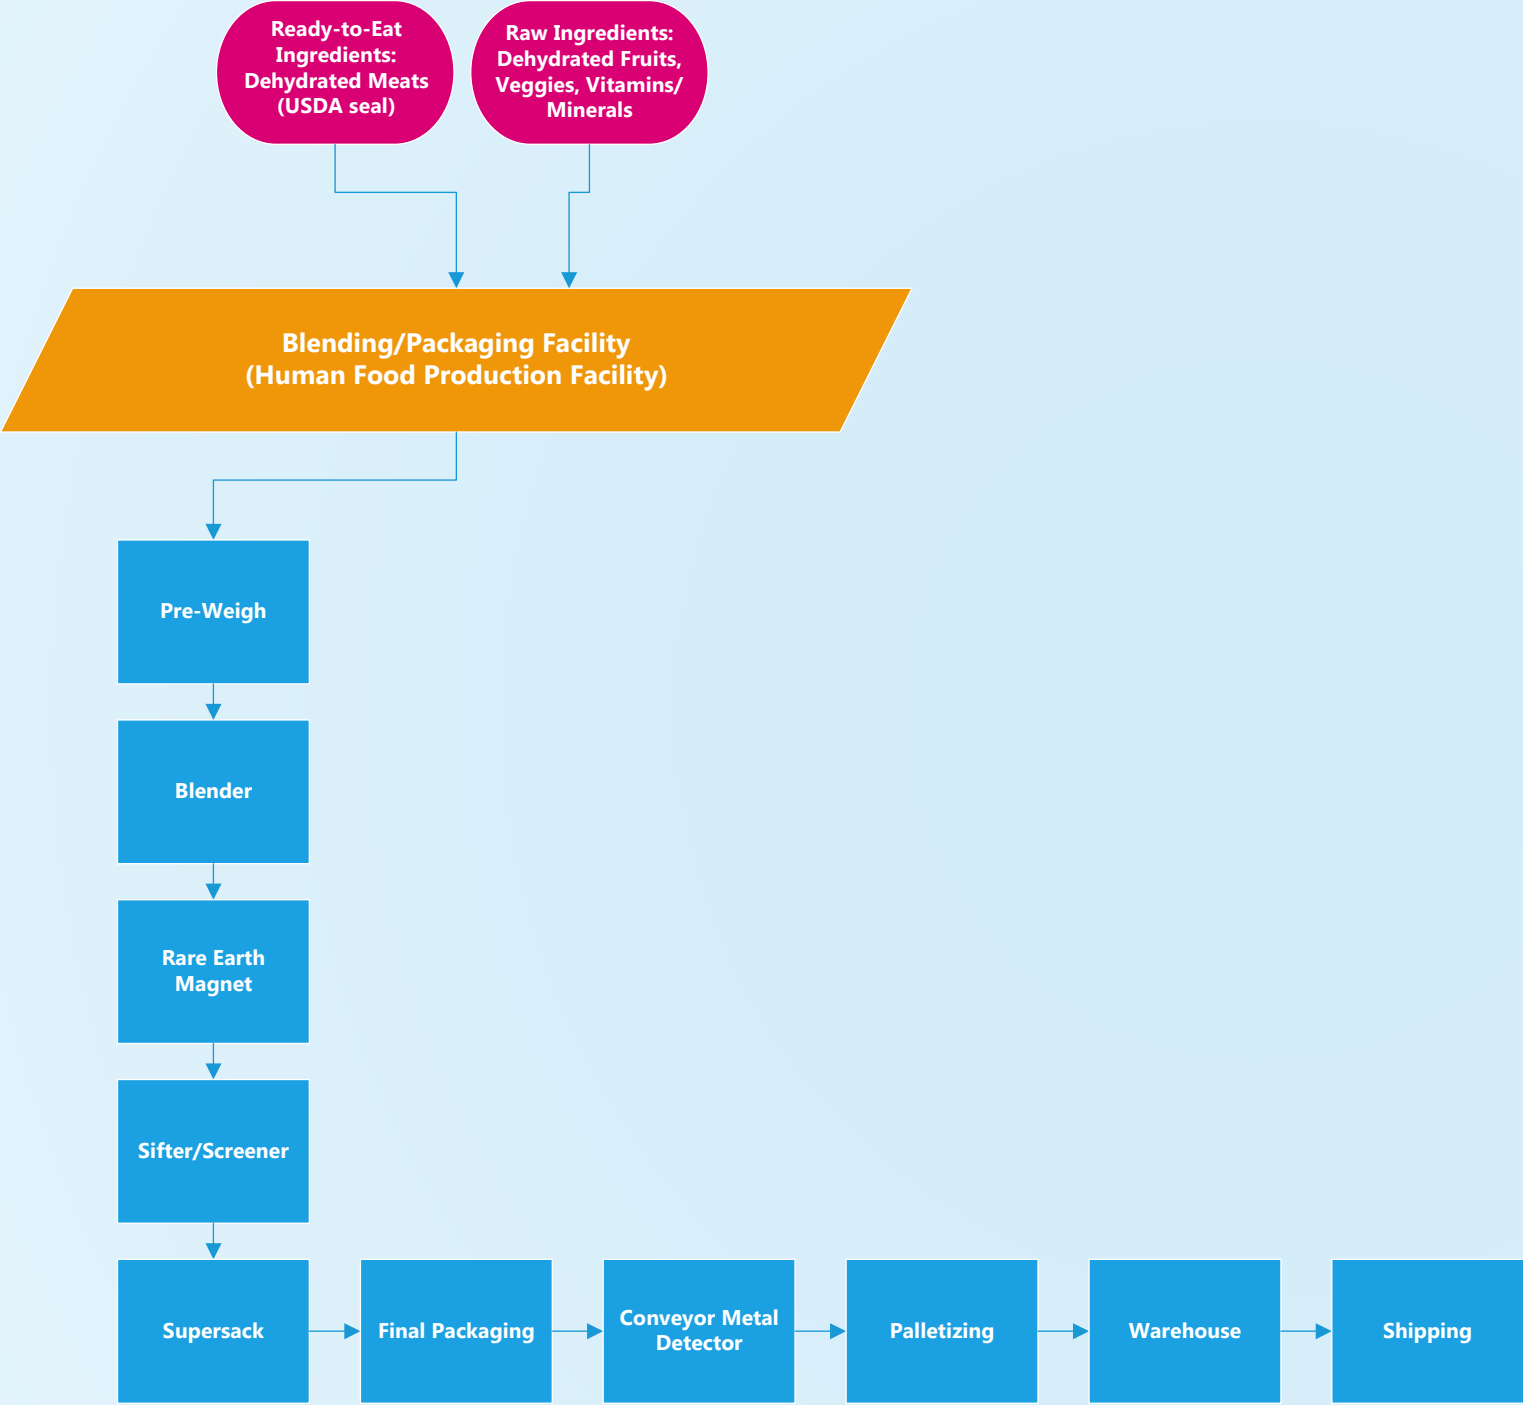 Ready-to-Eat
Ingredients:
Dehydrated Meats
(USDA seal)
Raw Ingredients:
Dehydrated Fruits,
Veggies, Vitamins/
Minerals
Blending/Packaging Facility
(Human Food Production Facility)
Pre-Weigh
Blender
Rare Earth
Magnet
Sifter/Screener
Supersack
Final Packaging
Conveyor Metal
Detector
Palletizing
Warehouse
Shipping